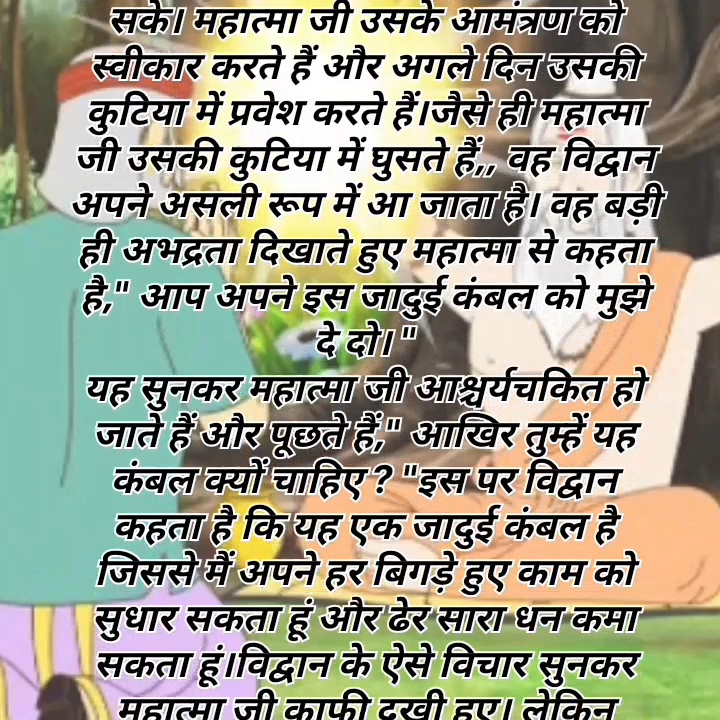 सके। महात्मा जी उसके आमंत्रण को
स्वीकार करते हैं और अगले दिन उसकी
कुटिया में प्रवेश करते हैं।जैसे ही महात्मा
जी उसकी कुटिया में घुसते हैं,, वह विद्वान
अपने असली रूप में आ जाता है। वह बड़ी
ही अभद्रता दिखाते हुए महात्मा से कहता
है," आप अपने इस जादुई कंबल को मुझे
दे दो। "
यह सुनकर महात्मा जी आश्चर्यचकित हो
जाते हैं और पूछते हैं," आखिर तुम्हें यह
कंबल क्यों चाहिए ? "इस पर विद्वान
कहता है कि यह एक जादुई कंबल है
जिससे मैं अपने हर बिगड़े हुए काम को
सुधार सकता हूं और ढेर सारा धन कमा
सकता हूं।विद्वान के ऐसे विचार सुनकर
महात्मा जी काफी दुखी हुए। लेकिन